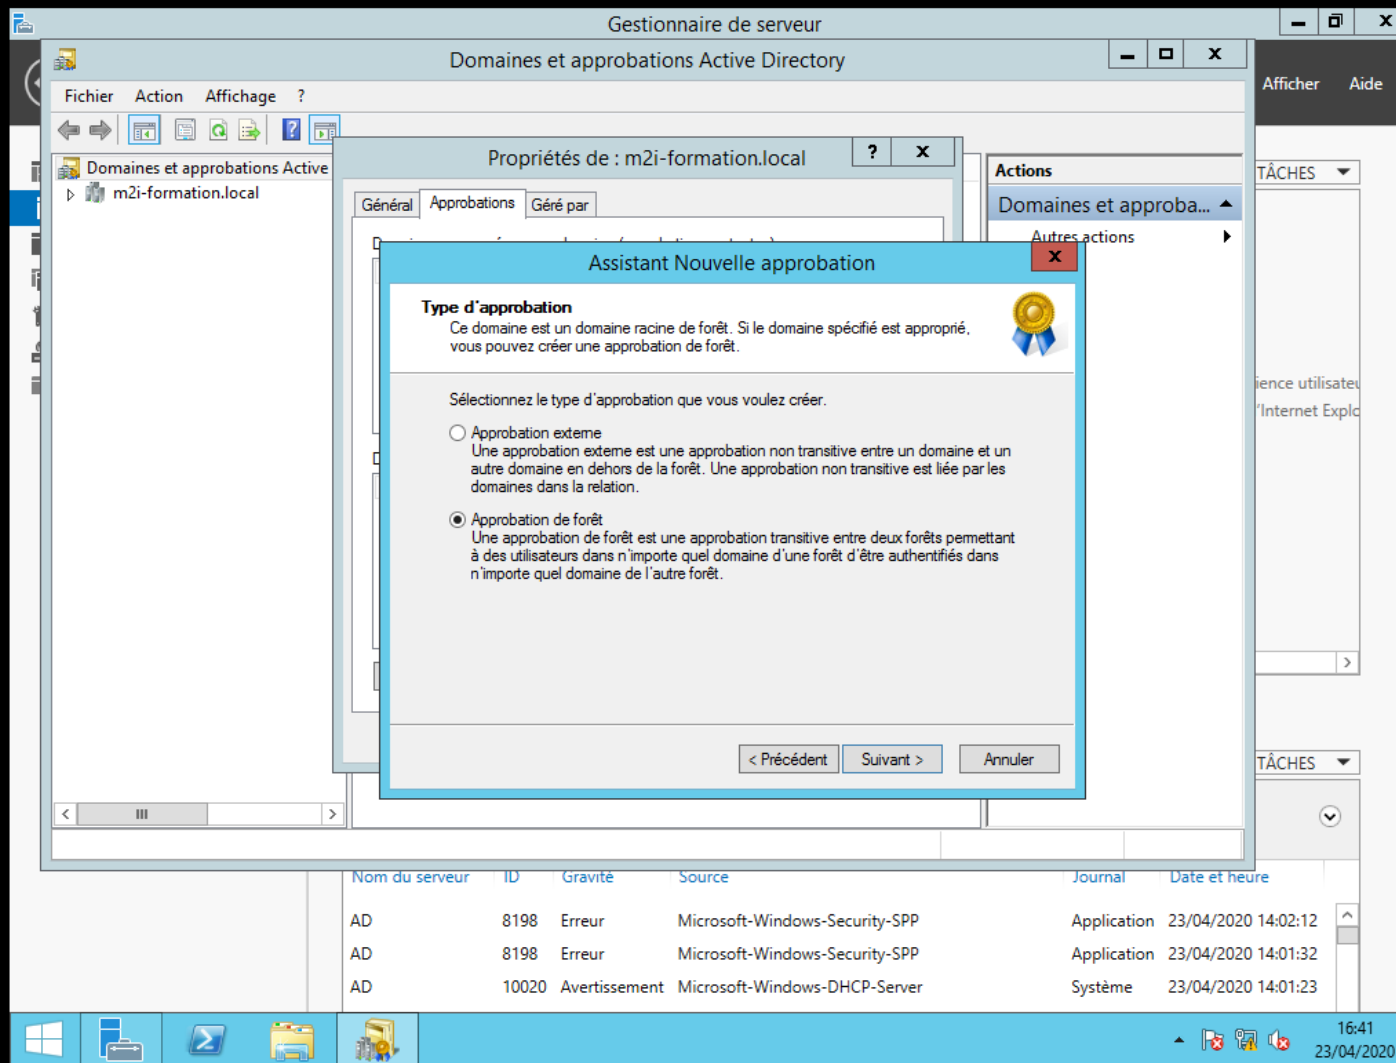 Gestionnaire de serveur
Domaines et approbations Active Directory
Afficher Aide
Fichier Action Affichage ?
Domaines et approbations Active
m2i-formation.local
Propriétés de : m2i-formation.local
? x
Général Approbations Géré par
Actions
Domaines et approba...
Autres actions
TÂCHES
Assistant Nouvelle approbation
Type d'approbation
Ce domaine est un domaine racine de forêt. Si le domaine spécifié est approprié,
vous pouvez créer une approbation de forêt.
Sélectionnez le type d'approbation que vous voulez créer.
Approbation externe
Une approbation externe est une approbation non transitive entre un domaine et un
autre domaine en dehors de la forêt. Une approbation non transitive est liée par les
domaines dans la relation.
Approbation de forêt
Une approbation de forêt est une approbation transitive entre deux forêts permettant
à des utilisateurs dans n'importe quel domaine d'une forêt d'être authentifiés dans
n'importe quel domaine de l'autre forêt.
ience utilisateu
'Internet Explo
< Précédent Suivant > Annuler
TÂCHES
Nom du serveur ID Gravité Source Journal Date et heure
AD 8198 Erreur Microsoft-Windows-Security-SPP Application 23/04/2020 14:02:12
AD 8198 Erreur Microsoft-Windows-Security-SPP Application 23/04/2020 14:01:32
AD 10020 Avertissement Microsoft-Windows-DHCP-Server Système 23/04/2020 14:01:23
16:41
23/04/2020